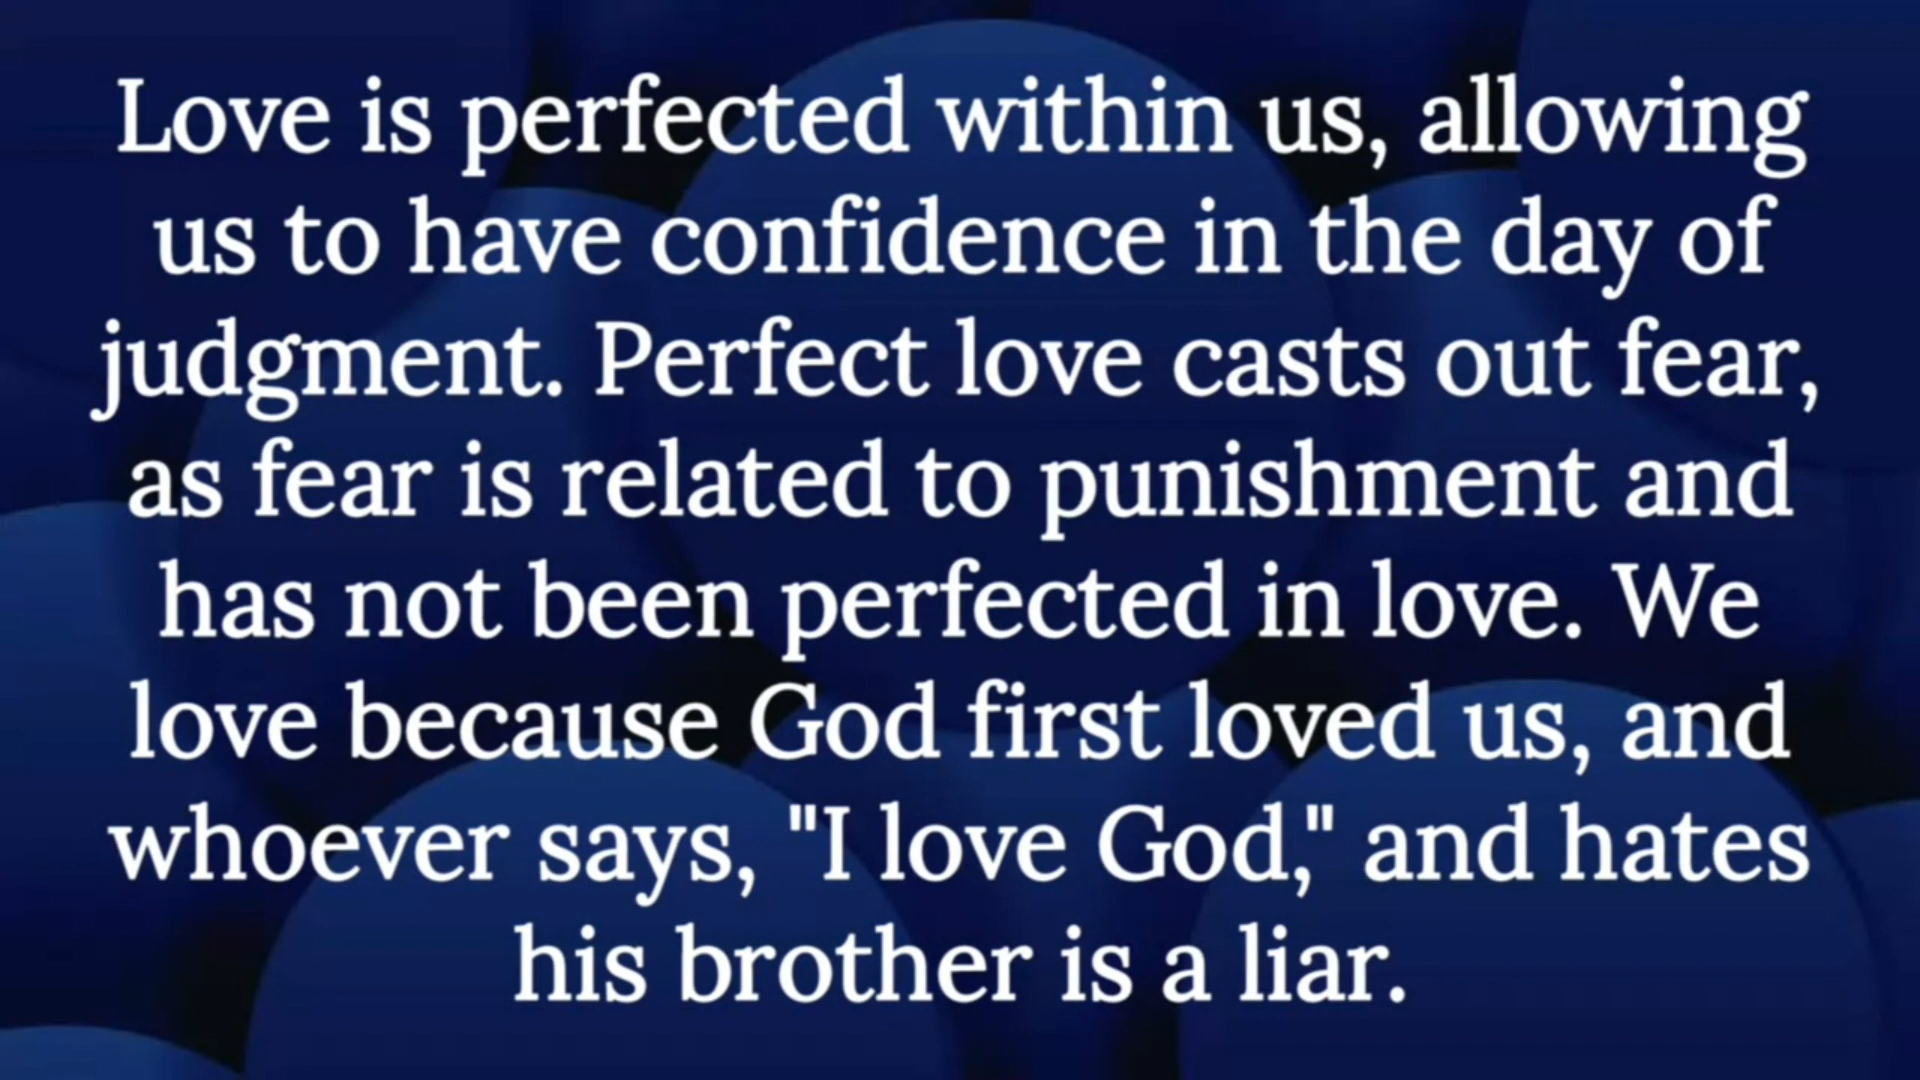 Love is perfected within us, allowing
us to have confidence in the day of
judgment. Perfect love casts out fear,
as fear is related to punishment and
has not been perfected in love. We
love because God first loved us, and
whoever says, "I love God," and hates
his brother is a liar.